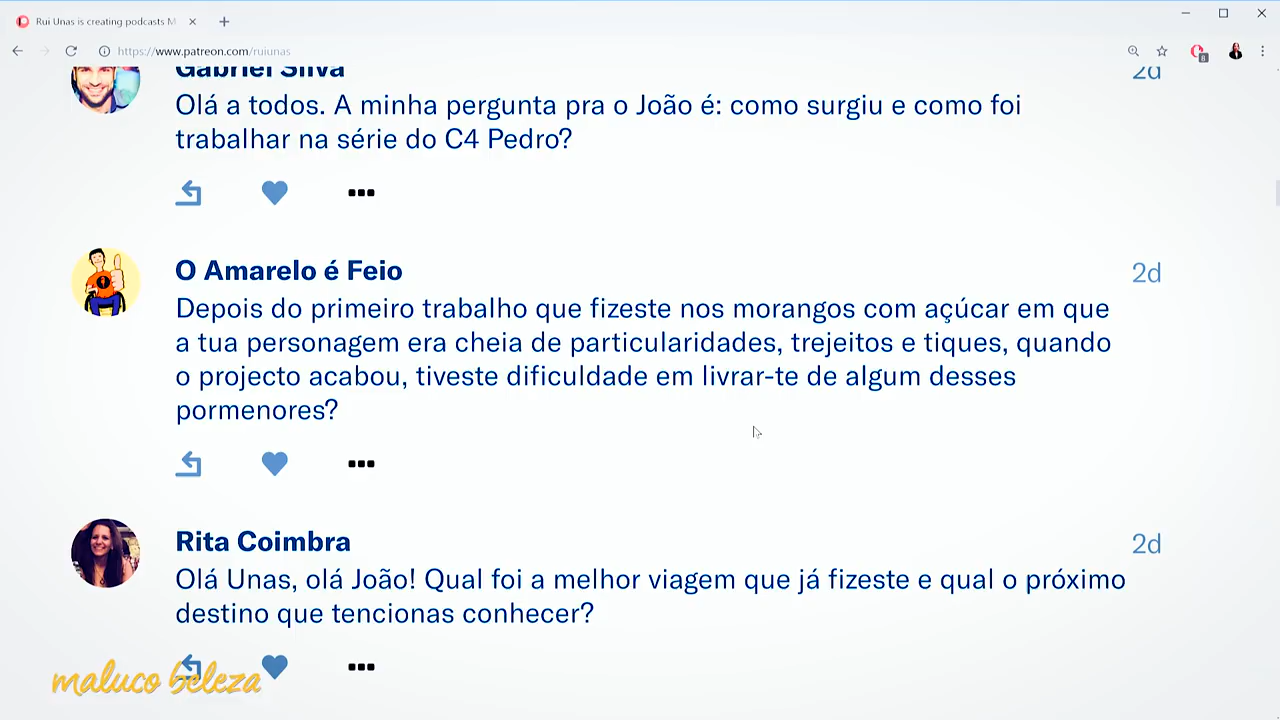 Rui Unas is creating podcasts M
https://www.patreon.com/ruiunas
Gabriel Silva
2d
Olá a todos. A minha pergunta pra o João é: como surgiu e como foi
trabalhar na série do C4 Pedro?
O Amarelo é Feio
2d
Depois do primeiro trabalho que fizeste nos morangos com açúcar em que
a tua personagem era cheia de particularidades, trejeitos e tiques, quando
o projecto acabou, tiveste dificuldade em livrar-te de algum desses
pormenores?
Rita Coimbra
2d
Olá Unas, olá João! Qual foi a melhor viagem que já fizeste e qual o próximo
destino que tencionas conhecer?
maluco beleza